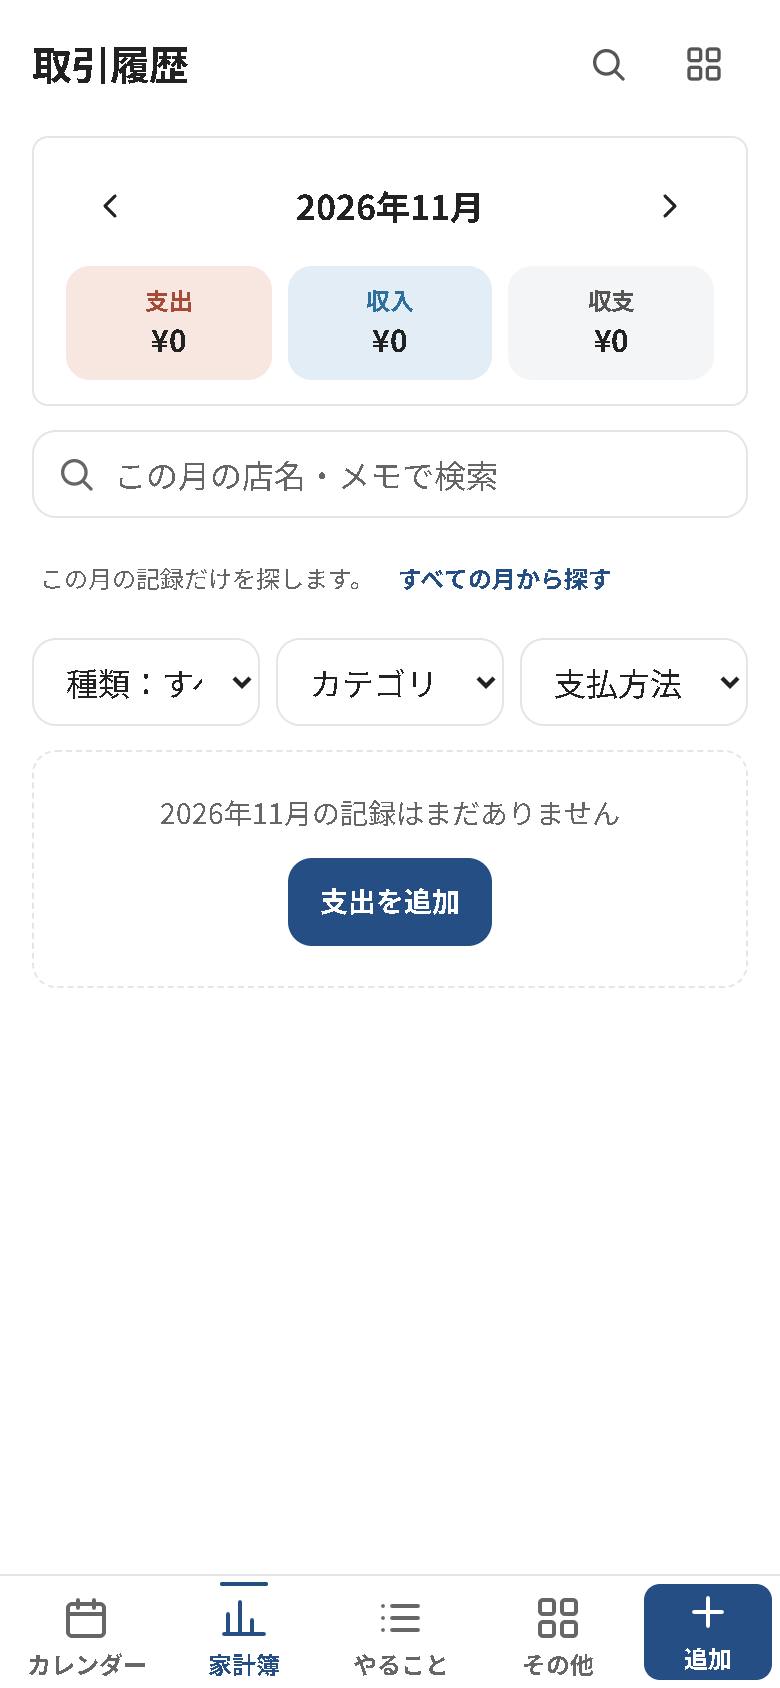 取引履歴
2026年11月
支出 収入 収支
¥0 ¥0 ¥0
この月の店名・メモで検索
この月の記録だけを探します。 すべての月から探す
種類：す カテゴリ 支払方法
2026年11月の記録はまだありません
支出を追加
カレンダー 家計簿 やること その他 追加